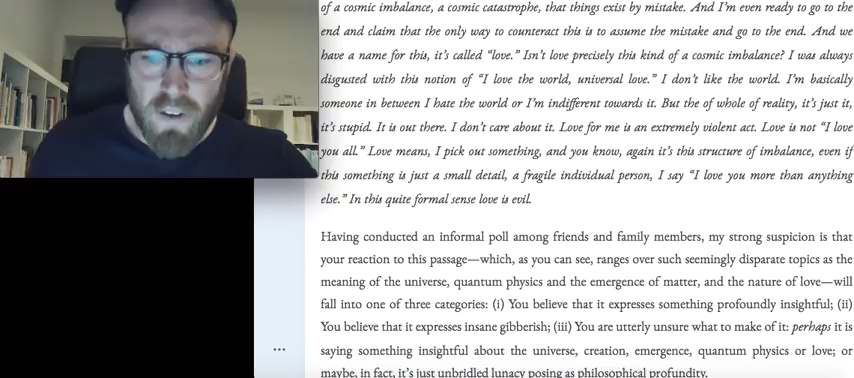 of a cosmic imbalance, a cosmic catastrophe, that things exist by mistake. And I'm even ready to go to the
end and claim that the only way to counteract this is to assume the mistake and go to the end. And we
have a name for this, it's called “love.” Isn't love precisely this kind of a cosmic imbalance? I was always
disgusted with this notion of “I love the world, universal love.” I don't like the world. I'm basically
someone in between I hate the world or I'm indifferent towards it. But the of whole of reality, it's just it,
it's stupid. It is out there. I don't care about it. Love for me is an extremely violent act. Love is not “I love
you all.” Love means, I pick out something, and you know, again it's this structure of imbalance, even if
this something is just a small detail, a fragile individual person, I say “I love you more than anything
else.” In this quite formal sense love is evil.
Having conducted an informal poll among friends and family members, my strong suspicion is that
your reaction to this passage—which, as you can see, ranges over such seemingly disparate topics as the
meaning of the universe, quantum physics and the emergence of matter, and the nature of love—will
fall into one of three categories: (i) You believe that it expresses something profoundly insightful; (ii)
You believe that it expresses insane gibberish; (iii) You are utterly unsure what to make of it: perhaps it is
saying something insightful about the universe, creation, emergence, quantum physics or love; or
maybe, in fact, it's just unbridled lunacy posing as philosophical profundity.